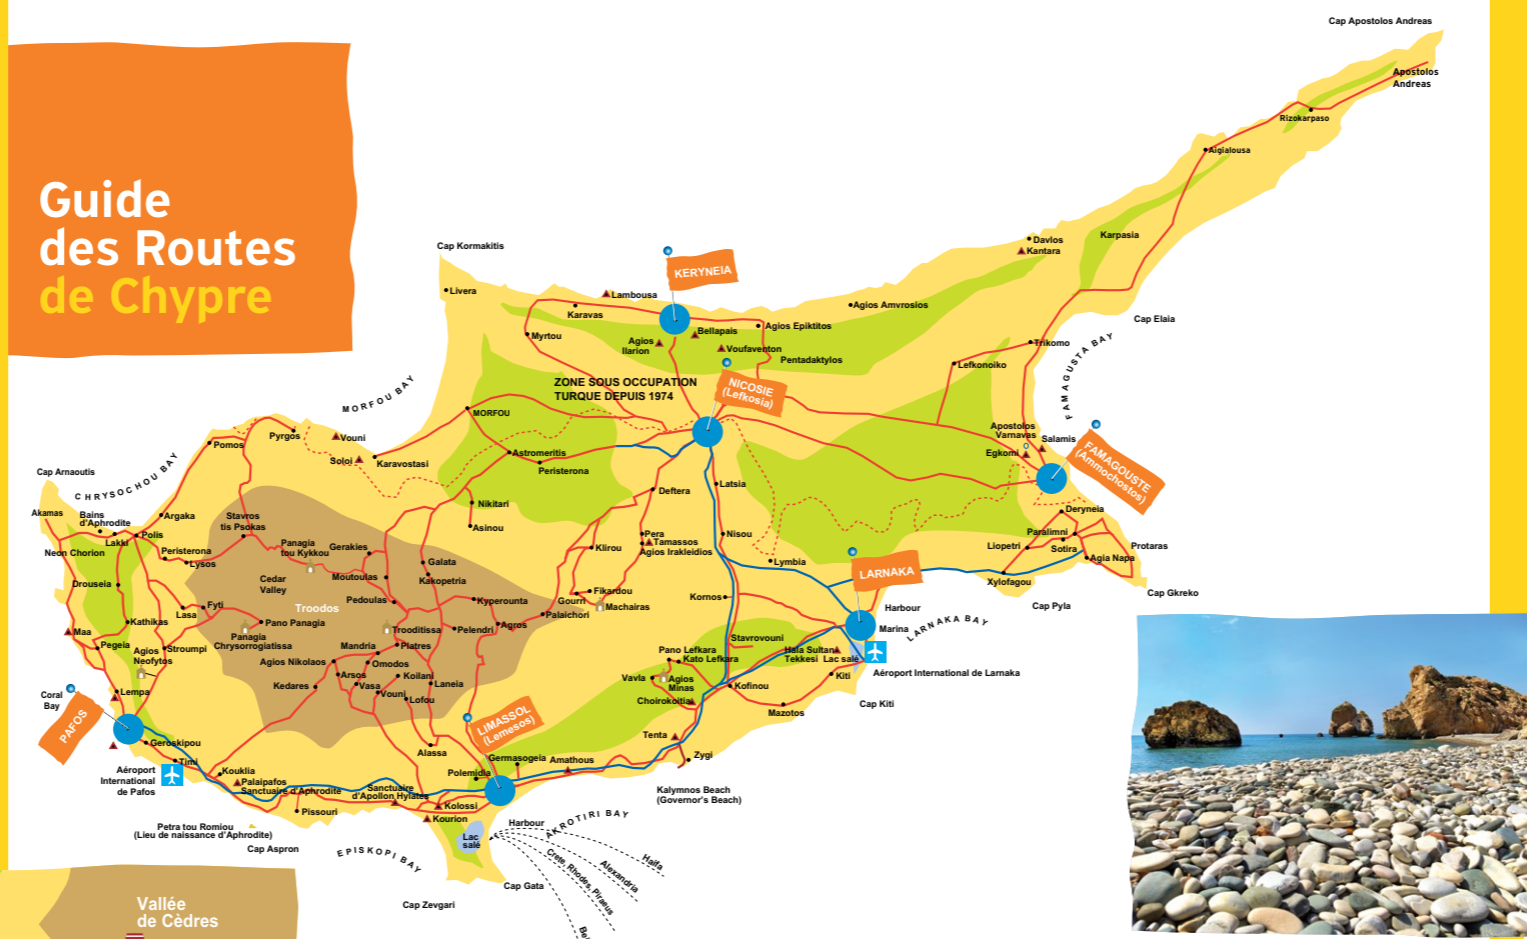 Guide
des Routes
de Chypre
Cap Apostolos Andreas
Apostolos
Andreas
Rizokarpaso
Aigialousa
Karpasia
Davlos
Kantara
Cap Kormakitis
KERYNEIA
Livera
Lambousa
Karavas
Agios Amvrosios
Cap Elaia
Myrtou
Bellapais
Agios Epiktitos
Agios
Ilarion
Voufaventon
Pentadaktylos
Trikomo
Lefkonoiko
FAMAGUSTA BAY
ZONE SOUS OCCUPATION
TURQUE DEPUIS 1974
NICOSIE
(Lefkosia)
MORFOU BAY
MORFOU
Pyrgos
Vouni
Pomos
Soloi
Karavostasi
Astromeritis
Peristerona
Apostolos
Varnavas
Salamis
Egkomi
FAMAGOUSTE
(Ammochostos)
Cap Arnaoutis
CHRYSOCHOU BAY
Akamas
Bains
d'Aphrodite
Argaka
Lakki
Polis
Neon Chorion
Stavros
tis Psokas
Peristerona
Lysos
Nikitari
Asinou
Deftera
Latsia
Pera
Tamassos
Agios Irakleidios
Nisou
Klirou
Lymbia
Deryneia
Paralimni
Liopetri
Sotira
Protaras
Agia Napa
Xylofagou
Cap Gkreko
Cap Pyla
Panagia
tou Kykkou
Gerakies
Galata
Moutoulas
Kakopetria
Cedar
Valley
Troodos
Pedoulas
Kyperounta
Fikardou
Gourri
Machairas
Palaichori
Kornos
LARNAKA
Harbour
Marina
LARNAKA BAY
Drouseia
Fyti
Lasa
Pano Panagia
Kathikas
Panagia
Chrysorrogiatissa
Maa
Pegeia
Agios
Neofytos
Stroumpi
Trooditissa
Pelendri
Agros
Mandria
Platres
Agios Nikolaos
Omodos
Arsos
Koilani
Kedares
Vasa
Laneia
Vouni
Lofou
Stavrovouni
Pano Lefkara
Kato Lefkara
Hala Sultan
Tekkesi
Lac salé
Aéroport International de Larnaka
Vavla
Agios
Minas
Kofinou
Kiti
Choirokoitia
Mazotos
Cap Kiti
Coral
Bay
Lempa
PAFOS
Geroskipou
Timi
Aéroport
International
de Pafos
Kouklia
Palaipafos
Sanctuaire d'Aphrodite
Pissouri
Petra tou Romiou
(Lieu de naissance d'Aphrodite)
Cap Aspron
Alassa
LiMASSOL
(Lemesos)
Germasogeia
Amathous
Polemidia
Sanctuaire
d'Apollon Hylates
Kolossi
Kourion
Tenta
Zygi
Kalymnos Beach
(Governor's Beach)
Harbour
AKROTIRI BAY
Lac
salé
EPISKOPI BAY
Haifa
Alexandria
Crete, Rhodes, Piraeus
Cap Gata
Cap Zevgari
Vallée
de Cèdres